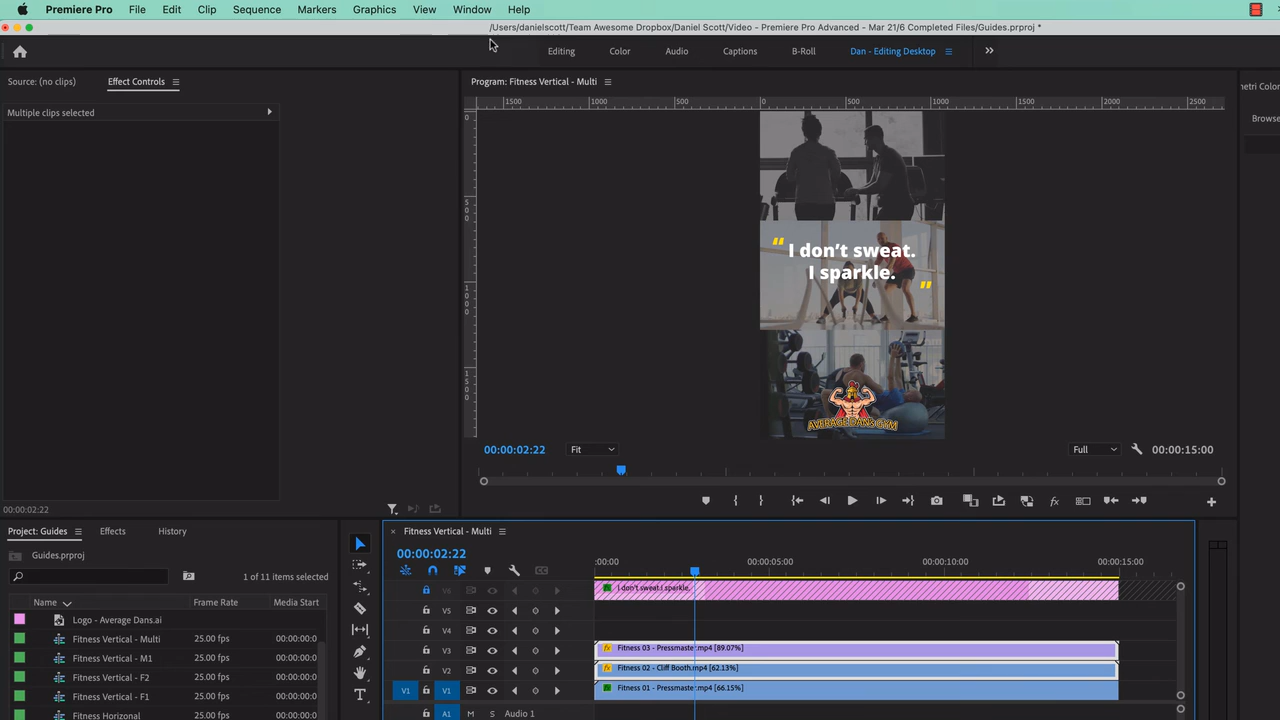 Premiere Pro File Edit Clip Sequence Markers Graphics View Window Help
/Users/danielscott/Team Awesome Dropbox/Daniel Scott/Video - Premiere Pro Advanced - Mar 21/6 Completed Files/Guides.prproj *
Editing Color Audio Captions B-Roll Dan - Editing Desktop
Source: (no clips) Effect Controls
Program: Fitness Vertical - Multi
metri Color
Multiple clips selected
Browse
1500 1000 500 0 500 1000 1500 2000 2500
0
500
1000
1500
“ I don’t sweat.
I sparkle. ”
AVERAGE DANS GYM
00:00:02:22 Fit Full 00:00:15:00
00:00:02:22
Project: Guides Effects History
Guides.prproj
1 of 11 items selected
Name Frame Rate Media Start
Logo - Average Dans.ai
Fitness Vertical - Multi 25.00 fps 00:00:00:0
Fitness Vertical - M1 25.00 fps 00:00:00:0
Fitness Vertical - F2 25.00 fps 00:00:00:0
Fitness Vertical - F1 25.00 fps 00:00:00:0
Fitness Horizonal 25.00 fps 00:00:00:0
× Fitness Vertical - Multi
00:00:02:22
:00:00 00:00:05:00 00:00:10:00 00:00:15:00
V6 I don't sweat.I sparkle.
V5
V4
V3 Fitness 03 - Pressmaster.mp4 [89.07%]
V2 Fitness 02 - Cliff Booth.mp4 [62.13%]
V1 V1 Fitness 01 - Pressmaster.mp4 [66.15%]
A1 M S Audio 1